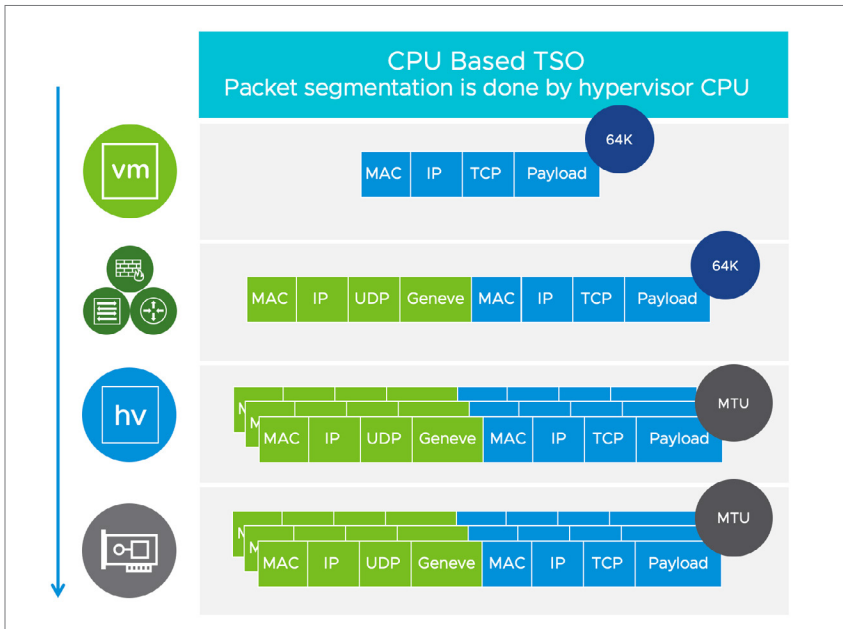 CPU Based TSO
Packet segmentation is done by hypervisor CPU
vm
64K
MAC IP TCP Payload
64K
MAC IP UDP Geneve MAC IP TCP Payload
hv
MTU
M
M
MAC IP UDP Geneve MAC IP TCP Payload
MTU
M
M
MAC IP UDP Geneve MAC IP TCP Payload